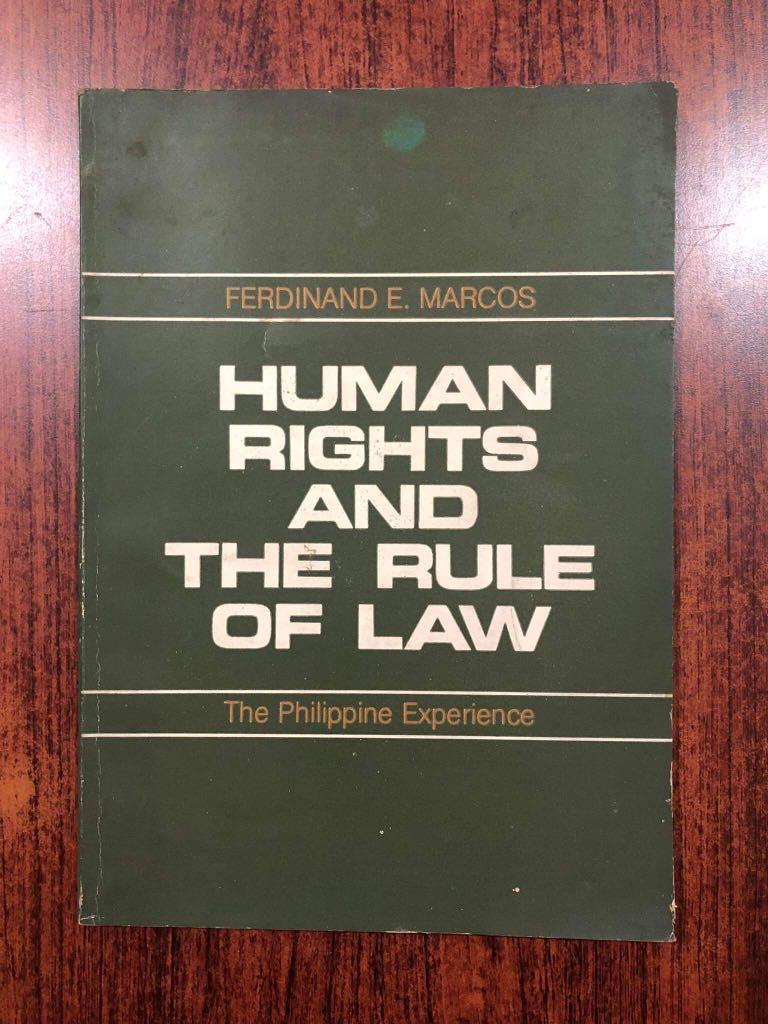 FERDINAND E. MARCOS
HUMAN
RIGHTS
AND
THE RULE
OF LAW
The Philippine Experience